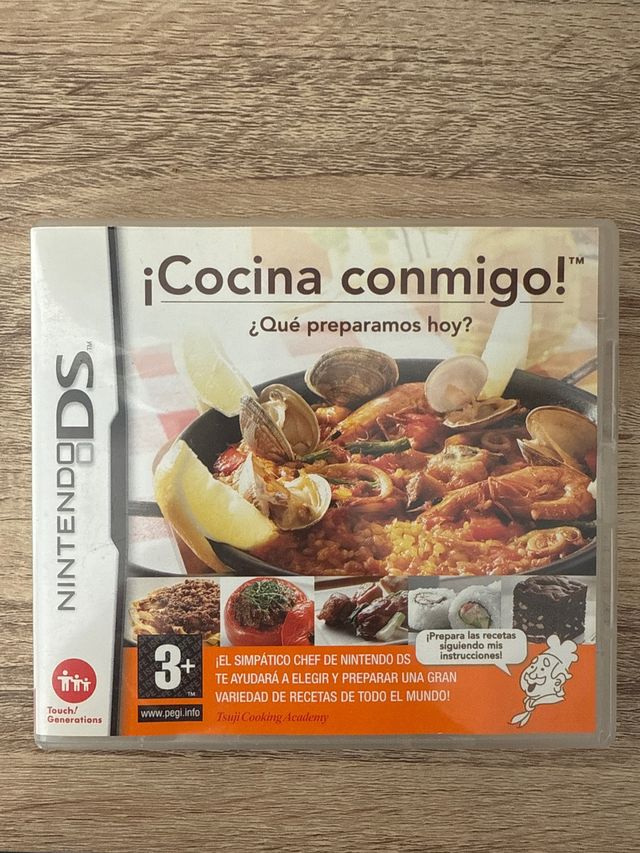 ¡Cocina conmigo!™
¿Qué preparamos hoy?
NINTENDO DS™
¡Prepara las recetas
siguiendo mis
instrucciones!
3+
™
www.pegi.info
¡EL SIMPÁTICO CHEF DE NINTENDO DS
TE AYUDARÁ A ELEGIR Y PREPARAR UNA GRAN
VARIEDAD DE RECETAS DE TODO EL MUNDO!
Tsuji Cooking Academy
Touch!
Generations